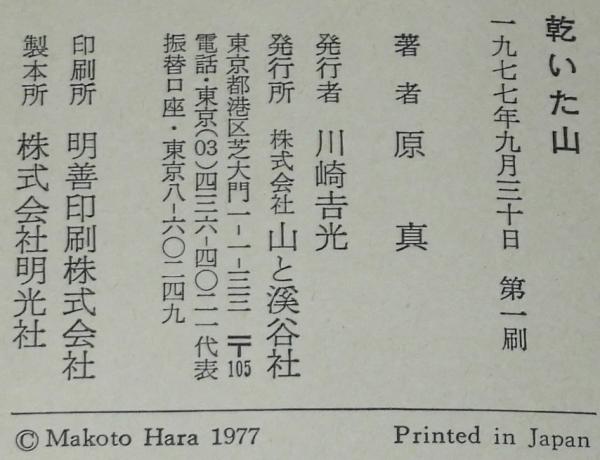 乾いた山
一九七七年九月三十日　第一刷
著者　原　真
発行者　川崎吉光
発行所　株式会社 山と溪谷社
東京都港区芝大門一-一-三三　〒105
電話・東京(03)四三六-四〇二一代表
振替口座・東京八-六〇二四九
印刷所　明善印刷株式会社
製本所　株式会社明光社
© Makoto Hara 1977　Printed in Japan